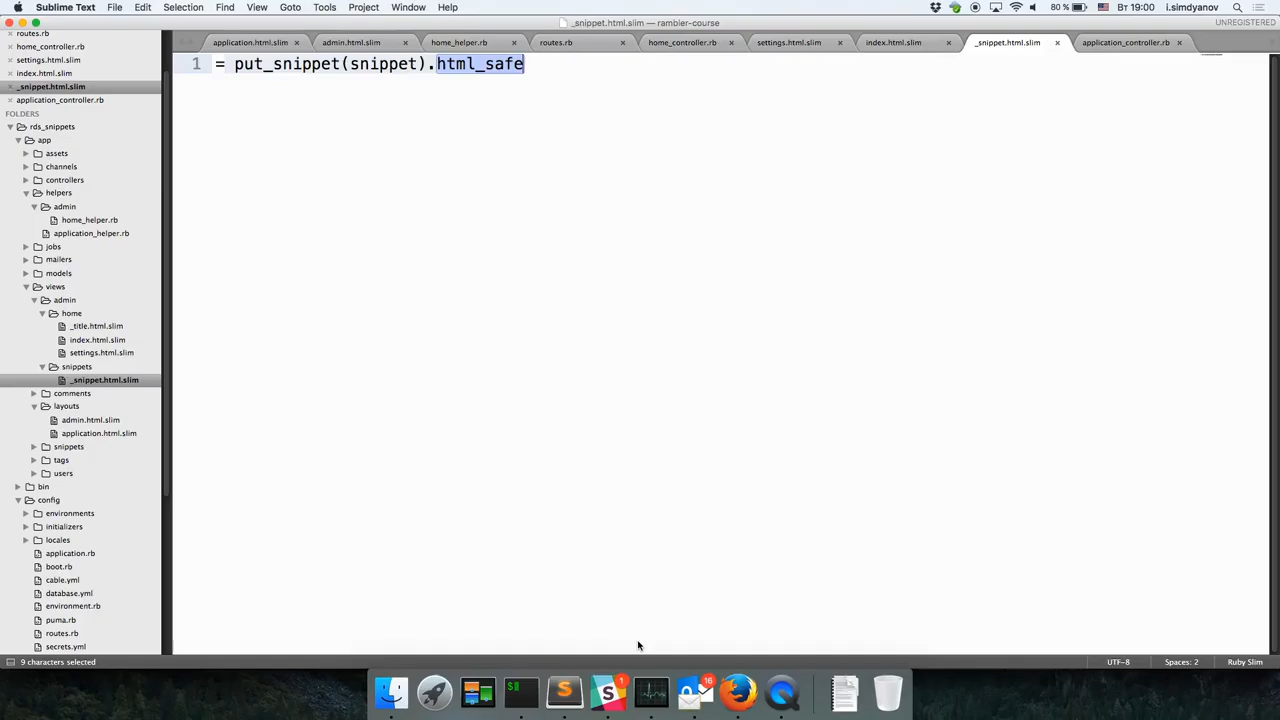 Sublime Text File Edit Selection Find View Goto Tools Project Window Help 80 % Вт 19:00 i.simdyanov
_snippet.html.slim — rambler-course UNREGISTERED
routes.rb
home_controller.rb
settings.html.slim
index.html.slim
_snippet.html.slim
application_controller.rb
FOLDERS
rds_snippets
app
assets
channels
controllers
helpers
admin
home_helper.rb
application_helper.rb
jobs
mailers
models
views
admin
home
_title.html.slim
index.html.slim
settings.html.slim
snippets
_snippet.html.slim
comments
layouts
admin.html.slim
application.html.slim
snippets
tags
users
bin
config
environments
initializers
locales
application.rb
boot.rb
cable.yml
database.yml
environment.rb
puma.rb
routes.rb
secrets.yml
application.html.slim admin.html.slim home_helper.rb routes.rb home_controller.rb settings.html.slim index.html.slim _snippet.html.slim application_controller.rb
1 = put_snippet(snippet).html_safe
9 characters selected UTF-8 Spaces: 2 Ruby Slim
1 16